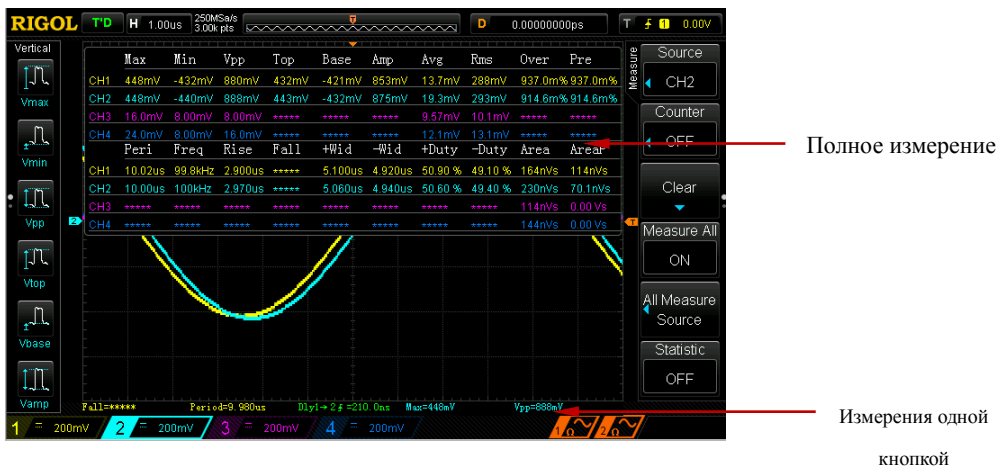 RIGOL T'D H 1.00us 250MSa/s 3.00k pts D 0.00000000ps T 1 0.00V
Vertical
Vmax
Vmin
Vpp
Vtop
Vbase
Vamp
Max Min Vpp Top Base Amp Avg Rms Over Pre
CH1 448mV -432mV 880mV 432mV -421mV 853mV 13.7mV 288mV 937.0m% 937.0m%
CH2 448mV -440mV 888mV 443mV -432mV 875mV 19.3mV 293mV 914.6m% 914.6m%
CH3 16.0mV 8.00mV 8.00mV ***** ***** ***** 9.57mV 10.1mV ***** *****
CH4 24.0mV 8.00mV 16.0mV ***** ***** ***** 12.1mV 13.1mV ***** *****
Peri Freq Rise Fall +Wid -Wid +Duty -Duty Area AreaP
CH1 10.02us 99.8kHz 2.900us ***** 5.100us 4.920us 50.90 % 49.10 % 164nVs 114nVs
CH2 10.00us 100kHz 2.970us ***** 5.060us 4.940us 50.60 % 49.40 % 230nVs 70.1nVs
CH3 ***** ***** ***** ***** ***** ***** ***** ***** 114nVs 0.00 Vs
CH4 ***** ***** ***** ***** ***** ***** ***** ***** 144nVs 0.00 Vs
2
T
Measure
Source
CH2
Counter
OFF
Clear
Measure All
ON
All Measure
Source
Statistic
OFF
Fall=***** Period=9.980us Dly1→2⨍=210.0ns Max=448mV Vpp=888mV
1 = 200mV 2 = 200mV 3 = 200mV 4 = 200mV 1 Ω 2 Ω
Полное измерение
Измерения одной
кнопкой